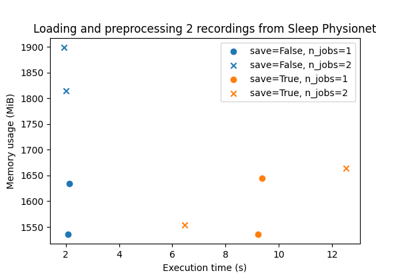 Loading and preprocessing 2 recordings from Sleep Physionet
save=False, n_jobs=1
save=False, n_jobs=2
save=True, n_jobs=1
save=True, n_jobs=2
Memory usage (MiB)
1900
1850
1800
1750
1700
1650
1600
1550
2 4 6 8 10 12
Execution time (s)